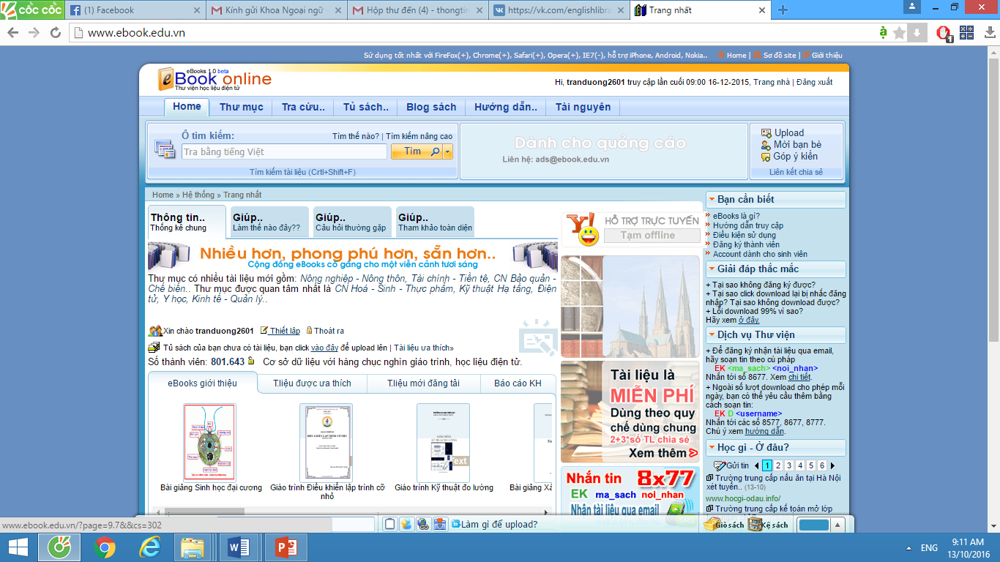 cốc cốc
(1) Facebook
Kính gửi Khoa Ngoại ngữ -
Hộp thư đến (4) - thongtin
https://vk.com/englishlibra
Trang nhất
www.ebook.edu.vn
Sử dụng tốt nhất với FireFox(+), Chrome(+), Safari(+), Opera(+), IE7(-), hỗ trợ iPhone, Android, Nokia.. Home | Sơ đồ site | Giới thiệu
eBooks 1.0 beta
eBook online
Thư viện học liệu điện tử
Hi, tranduong2601 truy cập lần cuối 09:00 16-12-2015, Trang nhà | Đăng xuất
Home Thư mục Tra cứu.. Tủ sách.. Blog sách Hướng dẫn.. Tài nguyên
Ô tìm kiếm: Tìm thế nào? | Tìm kiếm nâng cao
Tra bằng tiếng Việt Tìm
Tìm kiếm tài liệu (Crtl+Shift+F)
Dành cho quảng cáo
Liên hệ: ads@ebook.edu.vn
Upload
Mời bạn bè
Góp ý kiến
Liên kết chia sẻ
Home » Hệ thống » Trang nhất
Thông tin..
Thống kê chung
Giúp..
Làm thế nào đây??
Giúp..
Câu hỏi thường gặp
Giúp..
Tham khảo toàn diện
Nhiều hơn, phong phú hơn, sẵn hơn..
Cộng đồng eBooks cố gắng cho một viễn cảnh tươi sáng
Thư mục có nhiều tài liệu mới gồm: Nông nghiệp - Nông thôn, Tài chính - Tiền tệ, CN Bảo quản -
Chế biến.. Thư mục được quan tâm nhất là CN Hoá - Sinh - Thực phẩm, Kỹ thuật Hạ tầng, Điện
tử, Y học, Kinh tế - Quản lý..
Xin chào tranduong2601 Thiết lập Thoát ra
Tủ sách của bạn chưa có tài liệu, bạn click vào đây để upload lên | Tài liệu ưa thích»
Số thành viên: 801.643 Cơ sở dữ liệu với hàng chục nghìn giáo trình, học liệu điện tử.
eBooks giới thiệu T.liệu được ưa thích T.liệu mới đăng tải Báo cáo KH
Text
Bài giảng Sinh học đại cương
Giáo trình Điều khiển lập trình cỡ
nhỏ
Giáo trình Kỹ thuật đo lường
Bài giảng Xá
Y!
HỖ TRỢ TRỰC TUYẾN
Tạm offline
Tài liệu là
MIỄN PHÍ
Dùng theo quy
chế dùng chung
2+3*số TL chia sẻ
Xem thêm
Nhắn tin 8x77
EK ma_sach noi_nhan
Nhận tài liệu qua email
Bạn cần biết
eBooks là gì?
Hướng dẫn truy cập
Điều kiện sử dụng
Đăng ký thành viên
Account dành cho sinh viên
Giải đáp thắc mắc
+ Tại sao không đăng ký được?
+ Tại sao click download lại bị nhắc đăng
nhập? Tại sao không download được?
+ Lỗi download 99% vì sao?
Hãy xem ở đây.
Dịch vụ Thư viện
+ Để đăng ký nhận tài liệu qua email,
hãy soạn tin theo cú pháp
EK <ma_sach> <noi_nhan>
Nhắn tới số 8677. Xem chi tiết.
+ Ngoài số lượt download cho phép mỗi
ngày, bạn có thể yêu cầu thêm bằng
cách soạn tin:
EK D <username>
Nhắn tới các số 8577, 8677, 8777.
Chú ý xem hướng dẫn.
Học gì - Ở đâu?
Gửi tin 1 2 3 4 5 6
Trường trung cấp nấu ăn tại Hà Nội
xét tuyển.. (13-10)
www.hocgi-odau.info/
Trường trung cấp kế toán mở lớp
www.ebook.edu.vn/?page=9.7&&cs=302
Làm gì để upload?
Giỏ sách Kệ sách
ENG
9:11 AM
13/10/2016